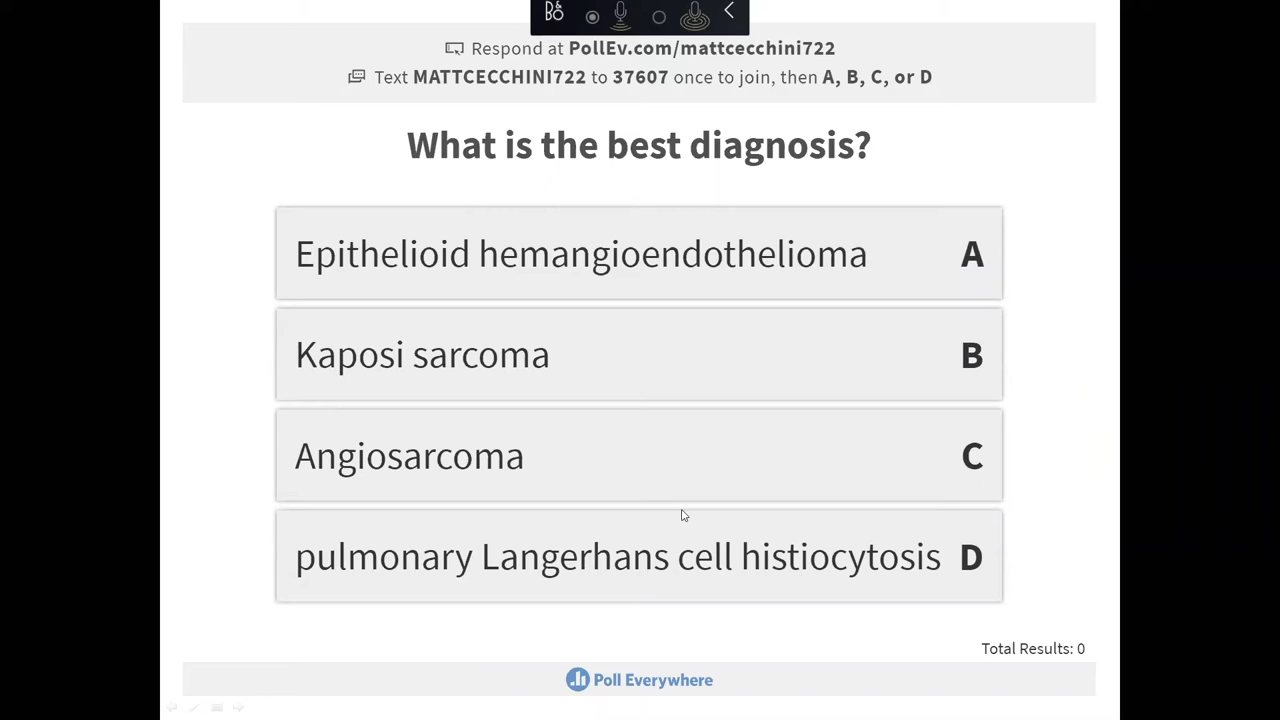 B&O
Respond at PollEv.com/mattcecchini722
Text MATTCECCHINI722 to 37607 once to join, then A, B, C, or D
What is the best diagnosis?
Epithelioid hemangioendothelioma A
Kaposi sarcoma B
Angiosarcoma C
pulmonary Langerhans cell histiocytosis D
Total Results: 0
Poll Everywhere